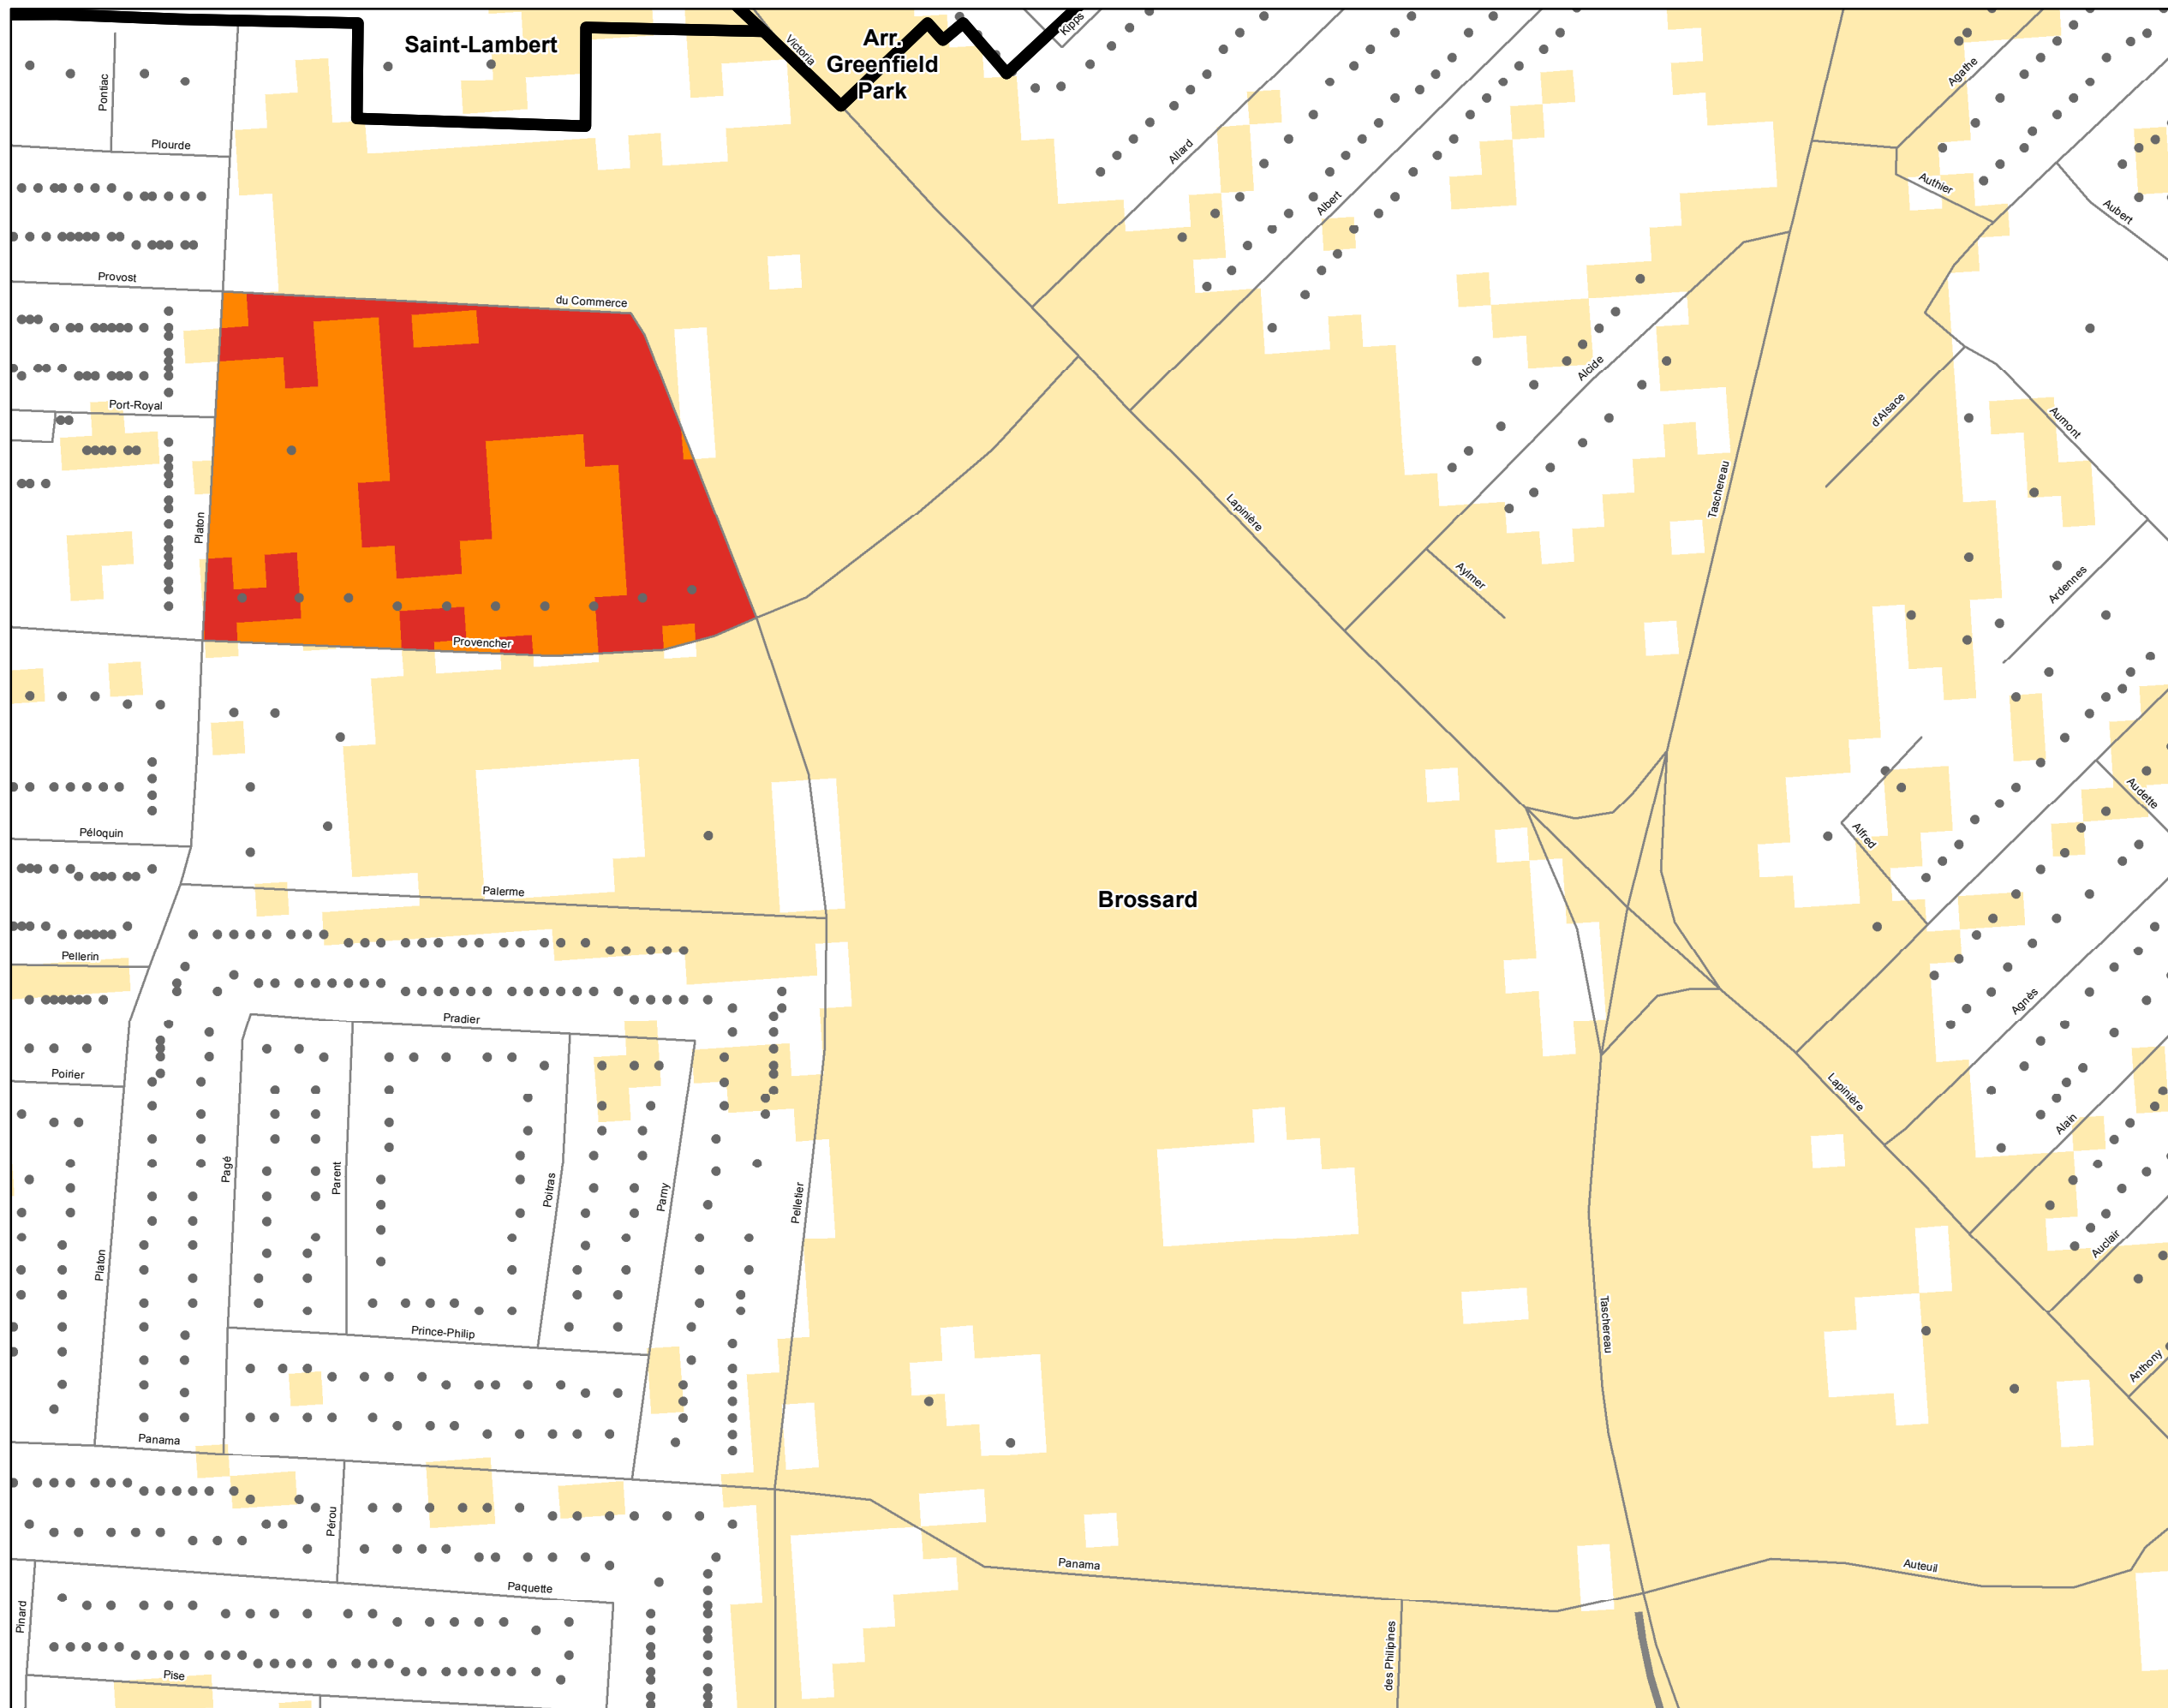 Saint-Lambert
Arr.
Greenfield
Park
Victoria
Kipps
Pontiac
Plourde
Allard
Agathe
Authier
Aubert
Albert
Provost
du Commerce
Port-Royal
Alcide
d'Alsace
Aumont
Platon
Lapinière
Taschereau
Aylmer
Ardennes
Provencher
Audette
Péloquin
Alfred
Palerme
Brossard
Pellerin
Pradier
Agnès
Poirier
Lapinière
Alain
Pagé
Parent
Poitras
Parny
Pelletier
Platon
Auclair
Taschereau
Prince-Philip
Anthony
Panama
Pérou
Panama
Auteuil
Paquette
Pinard
des Philipines
Pise